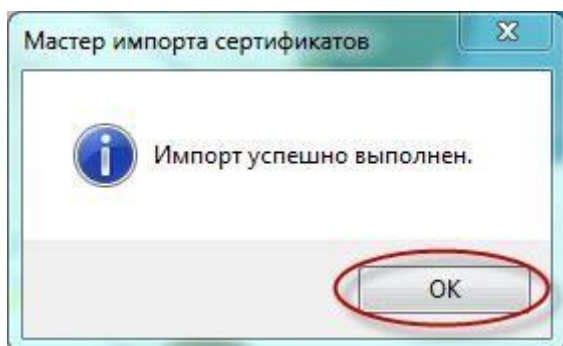 Мастер импорта сертификатов
Импорт успешно выполнен.
OK